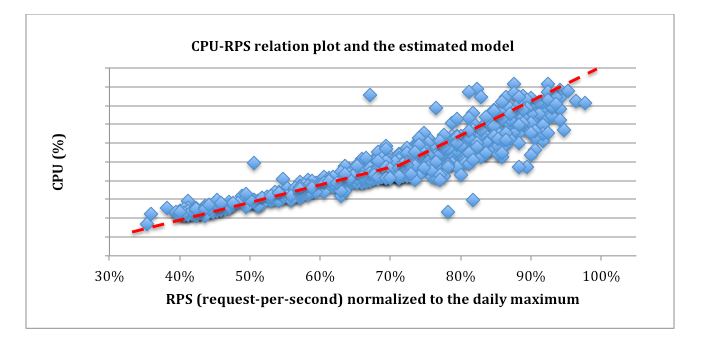 CPU-RPS relation plot and the estimated model
CPU (%)
30% 40% 50% 60% 70% 80% 90% 100%
RPS (request-per-second) normalized to the daily maximum